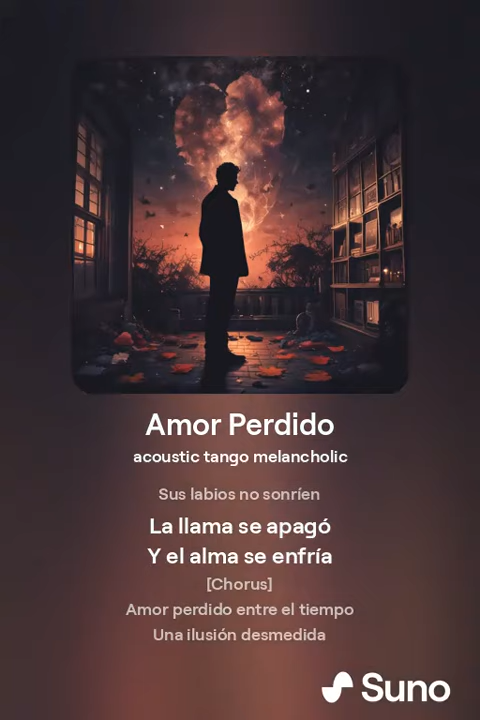 Amor Perdido
acoustic tango melancholic
Sus labios no sonríen
La llama se apagó
Y el alma se enfría
[Chorus]
Amor perdido entre el tiempo
Una ilusión desmedida
Suno